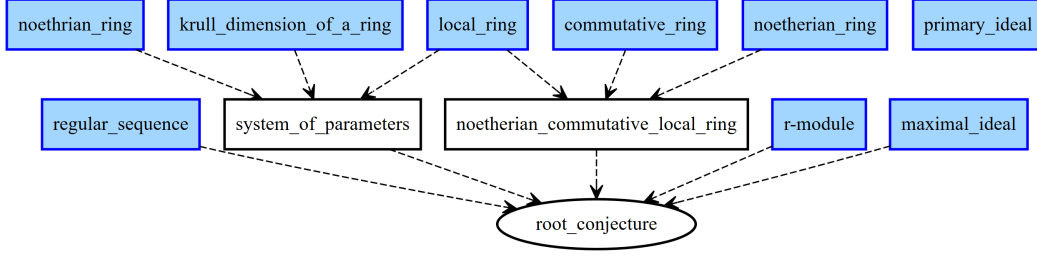 noethrian_ring
krull_dimension_of_a_ring
local_ring
commutative_ring
noetherian_ring
primary_ideal
regular_sequence
system_of_parameters
noetherian_commutative_local_ring
r-module
maximal_ideal
root_conjecture